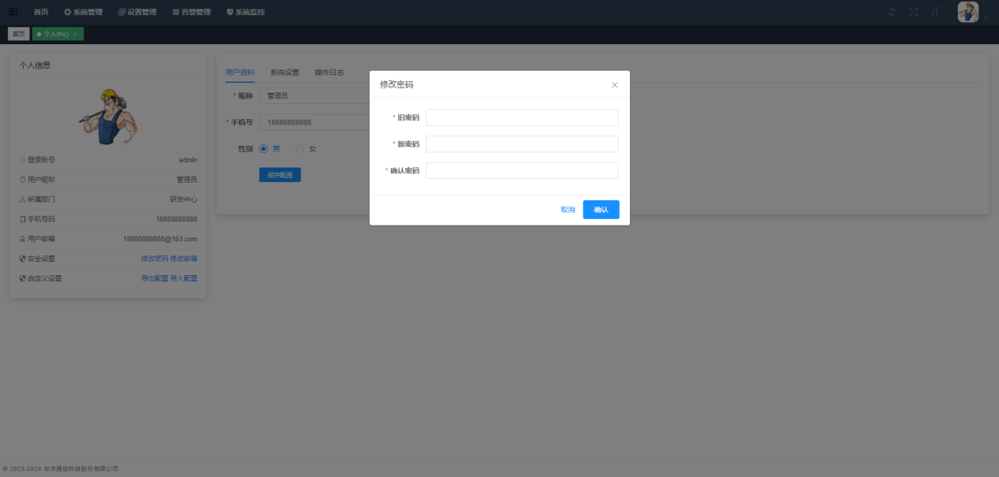 首页 系统管理 设置管理 告警管理 系统监控
首页 个人中心 ×
个人信息
登录账号 admin
用户昵称 管理员
所属部门 研发中心
手机号码 18888888888
用户邮箱 18888888888@163.com
安全设置 修改密码 修改邮箱
自定义设置 导出配置 导入配置
用户资料 系统设置 操作日志
* 昵称 管理员
* 手机号 18888888888
性别 男 女
保存配置
修改密码
* 旧密码
* 新密码
* 确认密码
取消 确认
© 2023-2024 通信科技股份有限公司